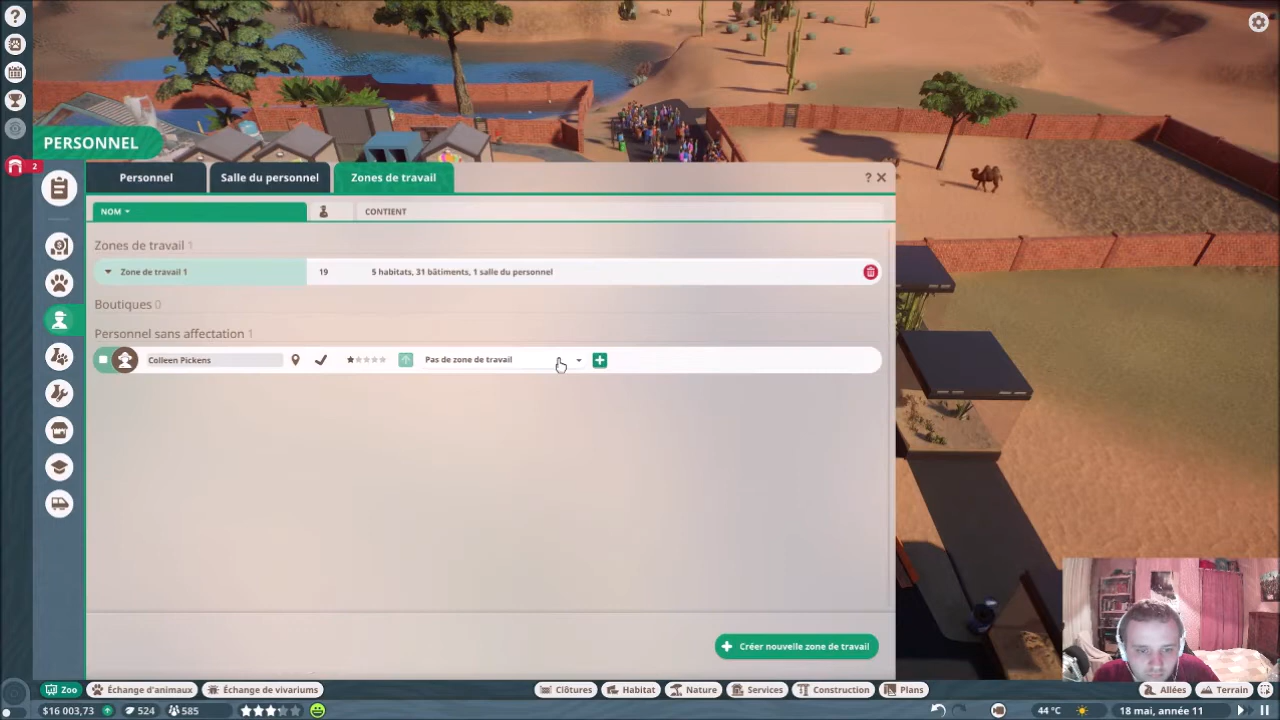 2
PERSONNEL
Personnel
Salle du personnel
Zones de travail
?
NOM
CONTIENT
Zones de travail 1
Zone de travail 1
19
5 habitats, 31 bâtiments, 1 salle du personnel
Boutiques 0
Personnel sans affectation 1
Colleen Pickens
Pas de zone de travail
Créer nouvelle zone de travail
Zoo
Échange d'animaux
Échange de vivariums
Clôtures
Habitat
Nature
Services
Construction
Plans
Allées
Terrain
$16 003,73
524
585
44 °C
18 mai, année 11